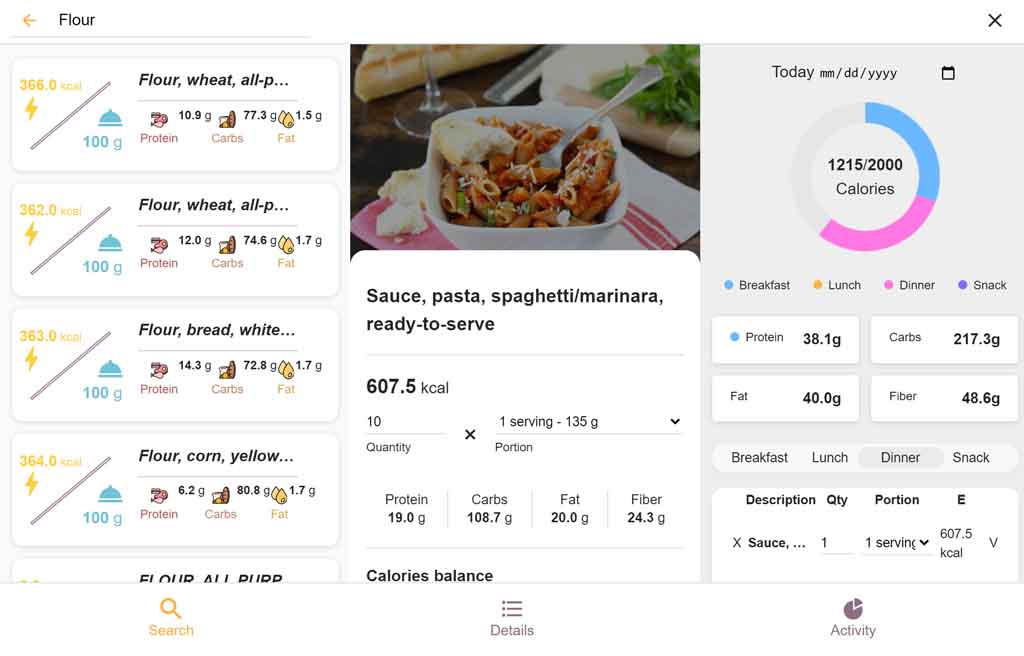 Flour
366.0 kcal
100 g
Flour, wheat, all-p…
10.9 g
Protein
77.3 g
Carbs
1.5 g
Fat
362.0 kcal
100 g
Flour, wheat, all-p…
12.0 g
Protein
74.6 g
Carbs
1.7 g
Fat
363.0 kcal
100 g
Flour, bread, white…
14.3 g
Protein
72.8 g
Carbs
1.7 g
Fat
364.0 kcal
100 g
Flour, corn, yellow…
6.2 g
Protein
80.8 g
Carbs
1.7 g
Fat
FLOUR, ALL PURP
Sauce, pasta, spaghetti/marinara,
ready-to-serve
607.5 kcal
10
Quantity
1 serving - 135 g
Portion
Protein Carbs Fat Fiber
19.0 g 108.7 g 20.0 g 24.3 g
Calories balance
Today mm/dd/yyyy
1215/2000
Calories
Breakfast Lunch Dinner Snack
Protein 38.1g
Carbs 217.3g
Fat 40.0g
Fiber 48.6g
Breakfast Lunch Dinner Snack
Description Qty Portion E
X Sauce, ... 1 1 serving 607.5 kcal V
Search Details Activity